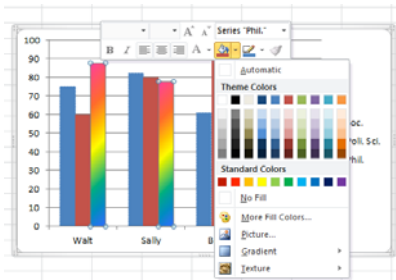 Series "Phil."
B I A
Automatic
Theme Colors
Standard Colors
No Fill
More Fill Colors...
Picture...
Gradient
Texture
100
90
80
70
60
50
40
30
20
10
0
Walt
Sally
B
oc.
Poli. Sci.
hil.